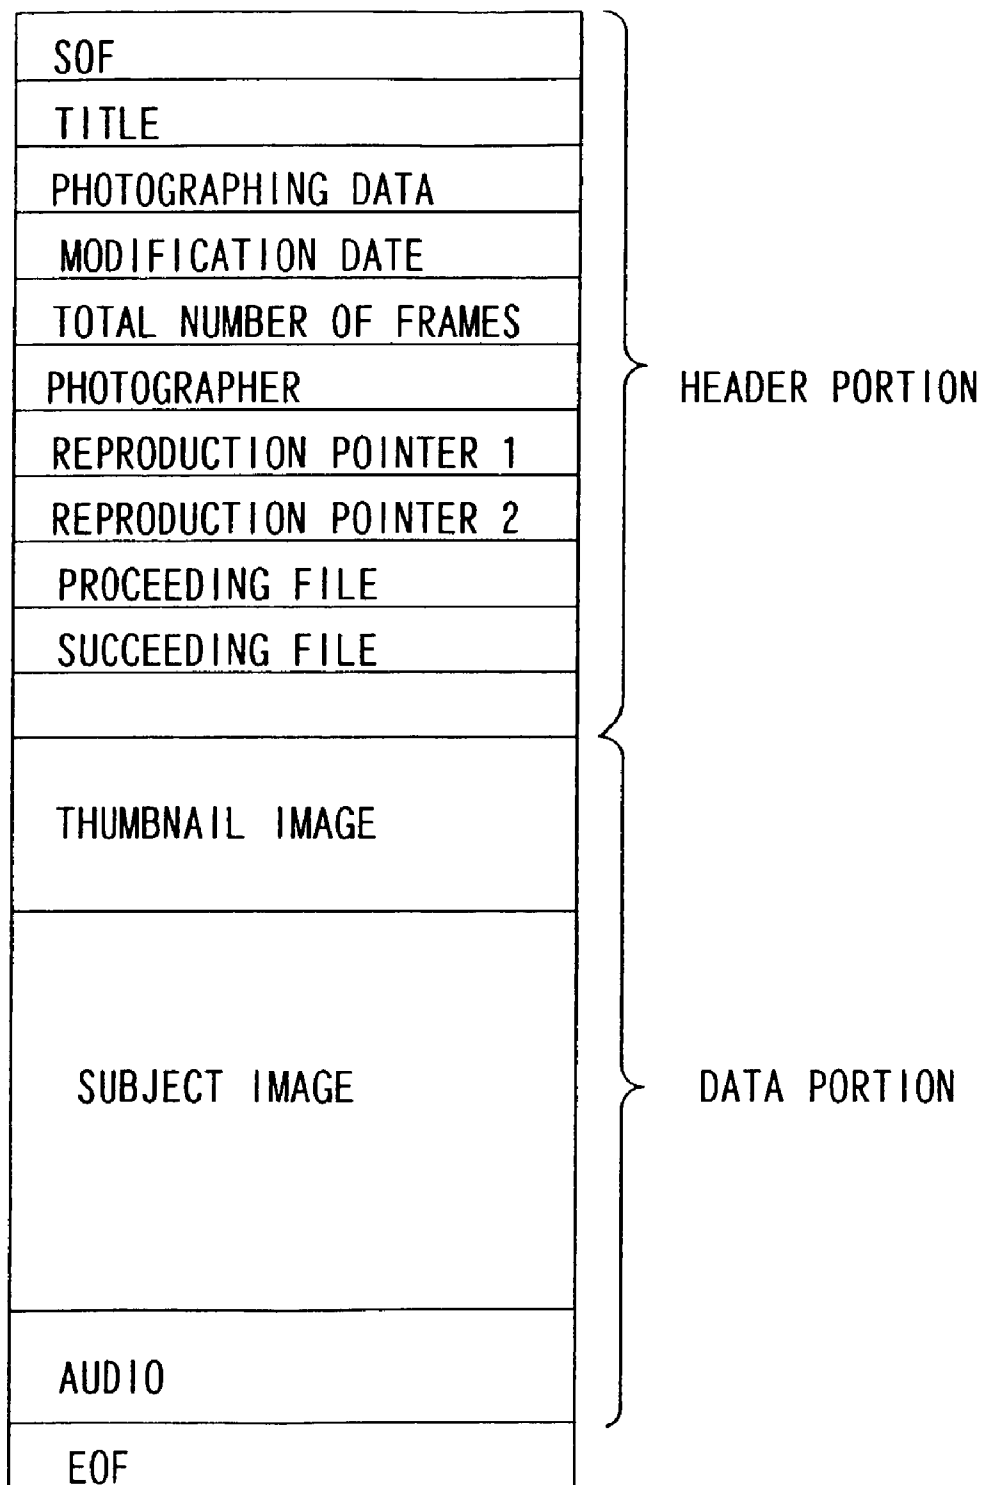 SOF
TITLE
PHOTOGRAPHING DATA
MODIFICATION DATE
TOTAL NUMBER OF FRAMES
PHOTOGRAPHER
HEADER PORTION
REPRODUCTION POINTER 1
REPRODUCTION POINTER 2
PROCEEDING FILE
SUCCEEDING FILE
THUMBNAIL IMAGE
SUBJECT IMAGE
DATA PORTION
AUDIO
EOF